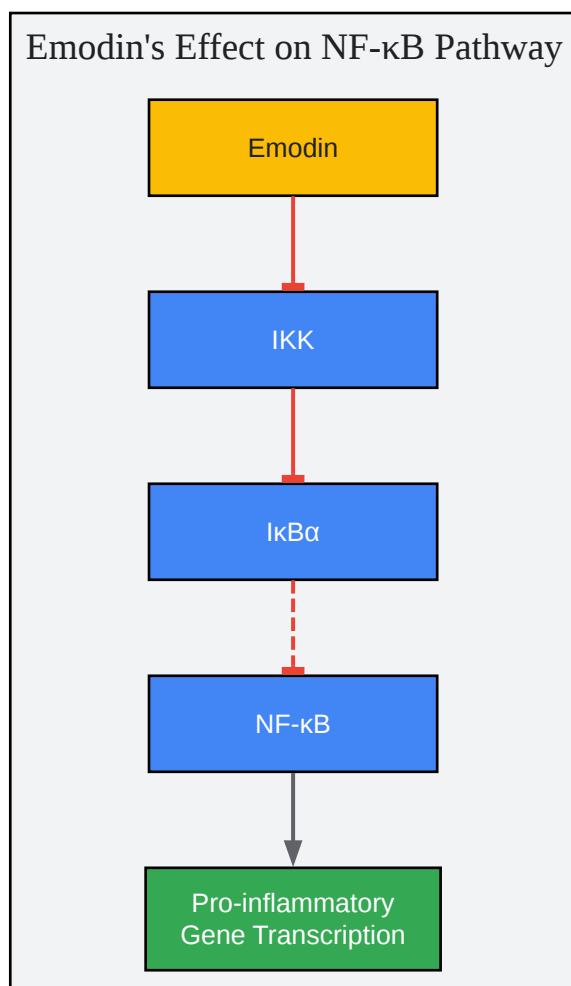 Emodin's Effect on NF-κB Pathway
Emodin
IKK
IκBα
NF-κB
Pro-inflammatory
Gene Transcription